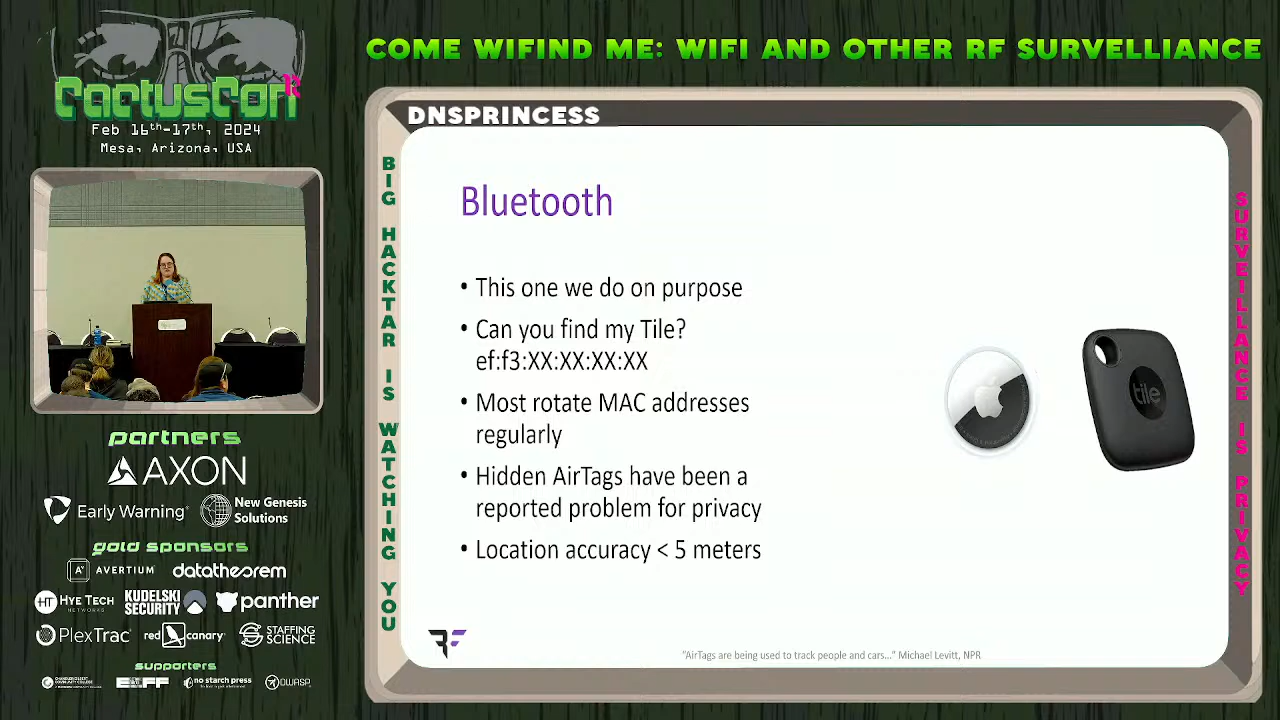 COME WIFIND ME: WIFI AND OTHER RF SURVELLIANCE
CactusCon
Feb 16th-17th, 2024
Mesa, Arizona, USA
DNSPRINCESS
BIG HACKTAR IS WATCHING YOU
Bluetooth
• This one we do on purpose
• Can you find my Tile?
ef:f3:XX:XX:XX:XX
• Most rotate MAC addresses
regularly
• Hidden AirTags have been a
reported problem for privacy
• Location accuracy < 5 meters
tile
"AirTags are being used to track people and cars..." Michael Levitt, NPR
SURVEILLANCE IS PRIVACY
partners
AXON
Early Warning
New Genesis
Solutions
gold sponsors
AVERTIUM
datatheorem
HT HYE TECH
NETWORKS
KUDELSKI
SECURITY
panther
PlexTrac
red canary
STAFFING
SCIENCE
supporters
EFF
no starch press
OWASP